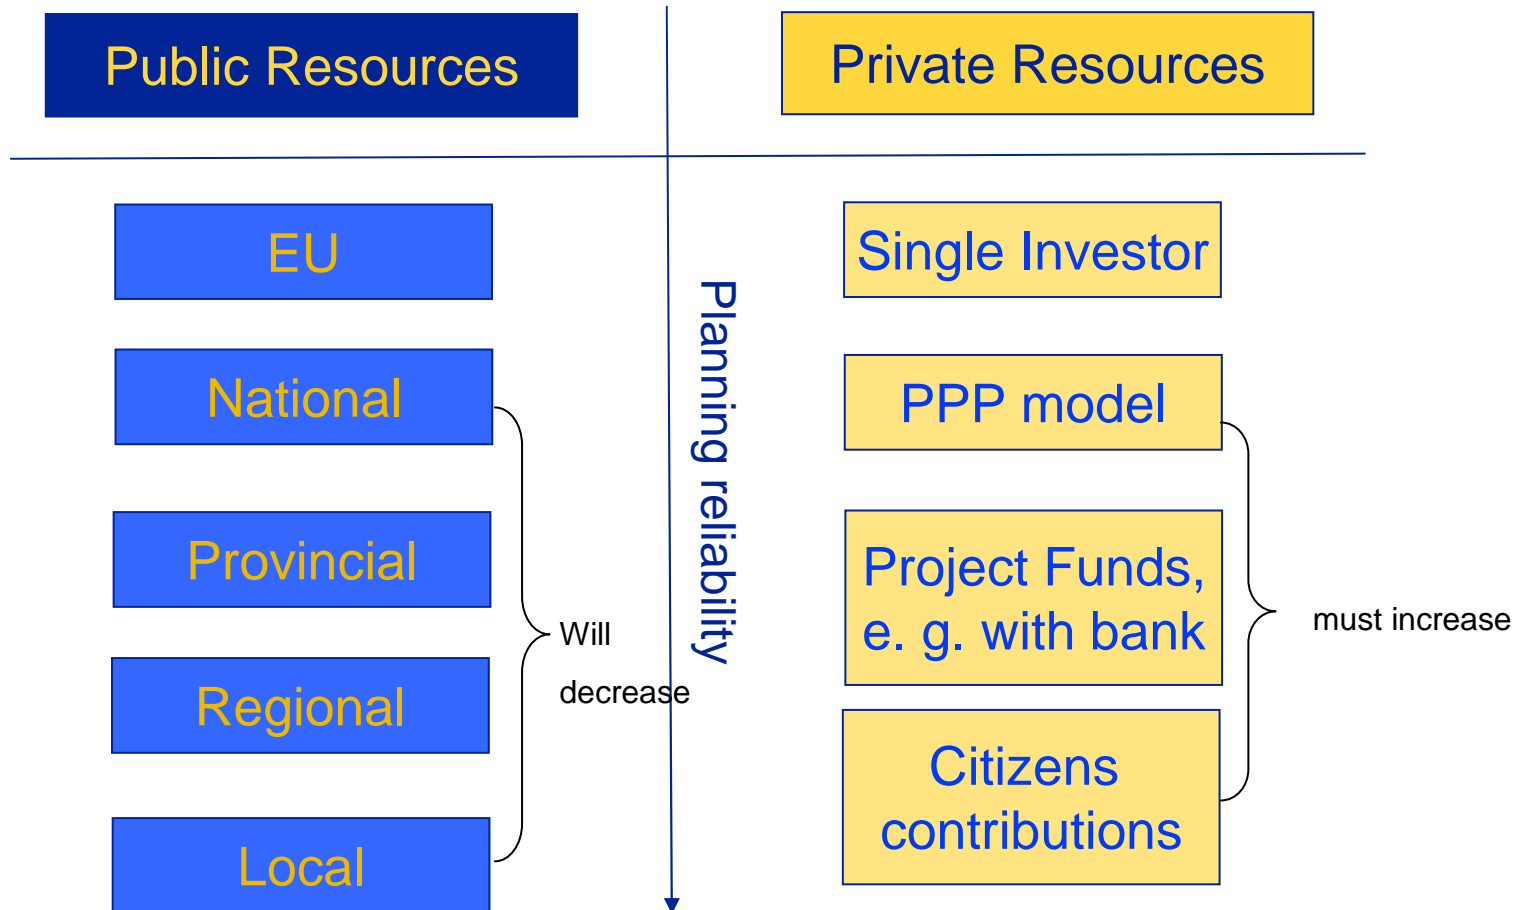 Public Resources
Private Resources
EU
National
Provincial
Regional
Local
Will
decrease
Planning reliability
Single Investor
PPP model
Project Funds,
e. g. with bank
Citizens
contributions
must increase